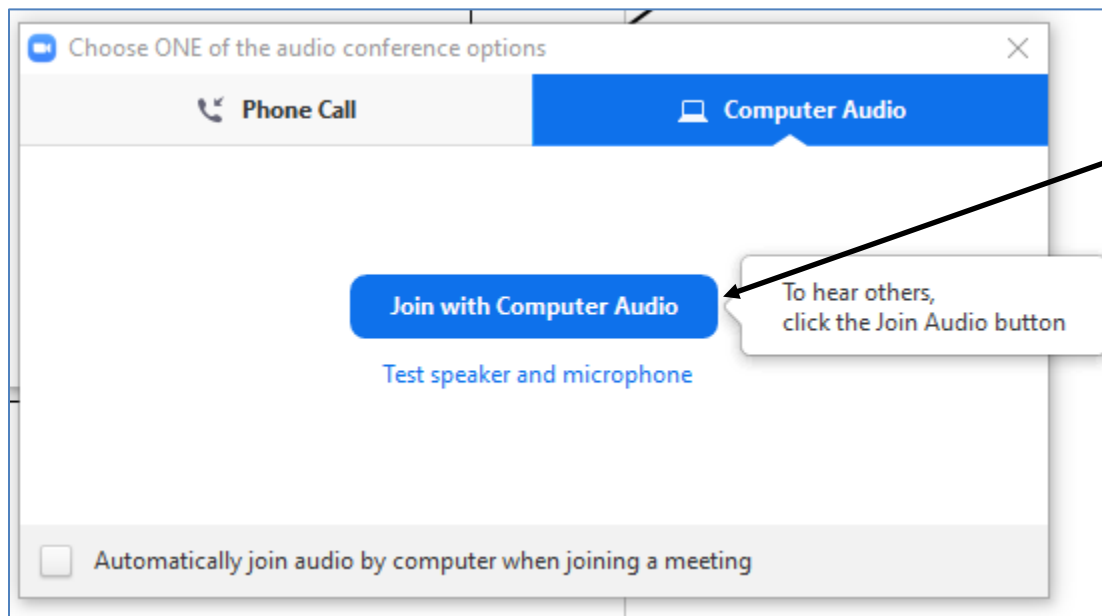 Choose ONE of the audio conference options
Phone Call
Computer Audio
Join with Computer Audio
To hear others,
click the Join Audio button
Test speaker and microphone
Automatically join audio by computer when joining a meeting